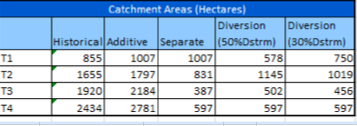 Catchment Areas (Hectares)
Diversion Diversion
Historical Additive Separate (50%Dstrm) (30%Dstrm)
T1 855 1007 1007 578 750
T2 1655 1797 831 1145 1019
T3 1920 2184 387 502 456
T4 2434 2781 597 597 597